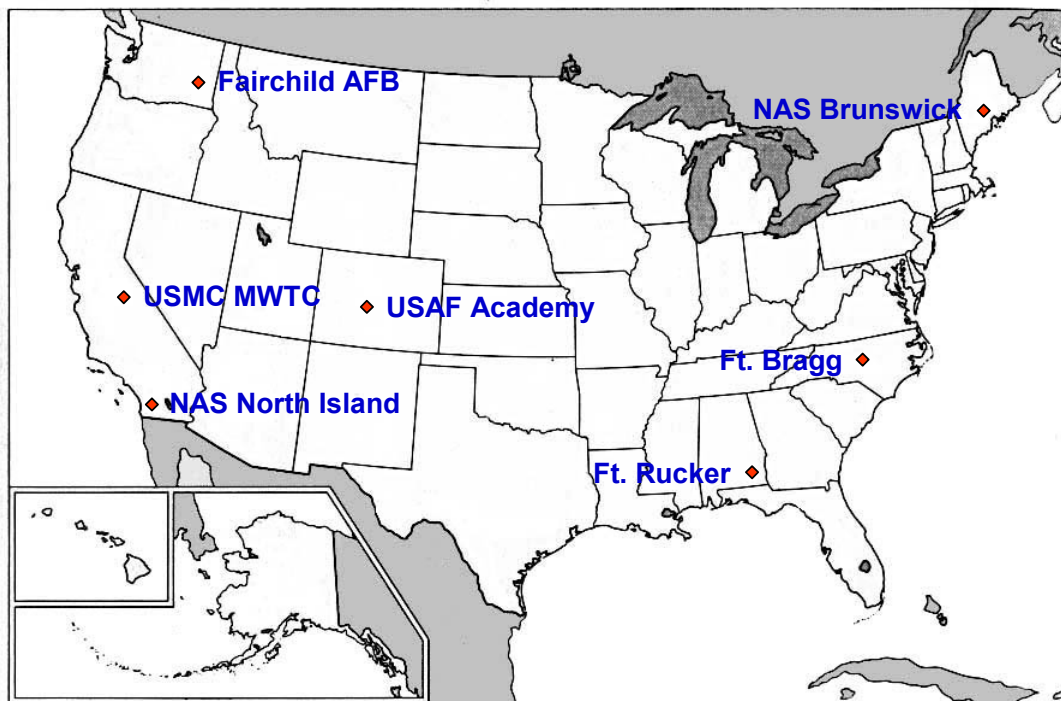 Fairchild AFB
NAS Brunswick
USMC MWTC
USAF Academy
Ft. Bragg
NAS North Island
Ft. Rucker